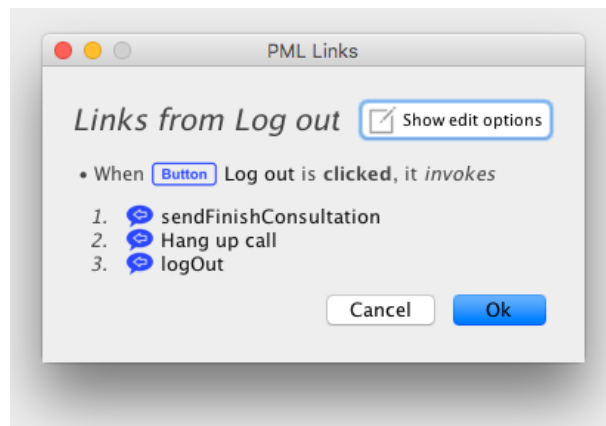 PML Links
Links from Log out Show edit options
• When Button Log out is clicked, it invokes
1. sendFinishConsultation
2. Hang up call
3. logOut
Cancel Ok